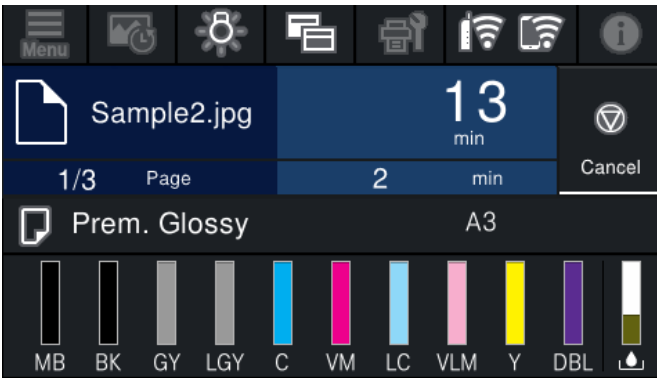 Menu
Sample2.jpg
13
min
1/3 Page
2 min
Cancel
Prem. Glossy A3
MB BK GY LGY C VM LC VLM Y DBL